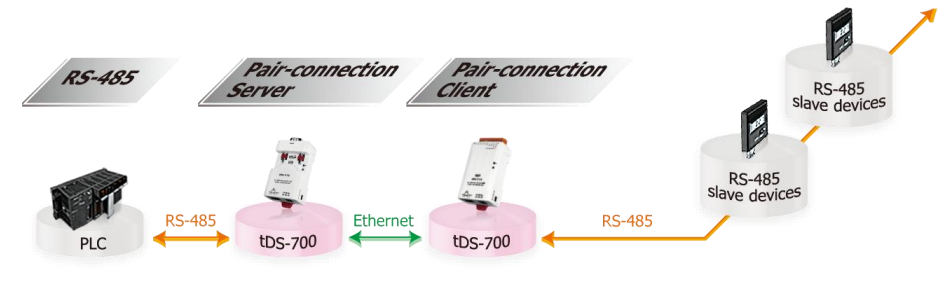 RS-485
Pair-connection
Server
Pair-connection
Client
RS-485
slave devices
RS-485
slave devices
PLC
RS-485
tDS-700
Ethernet
tDS-700
RS-485